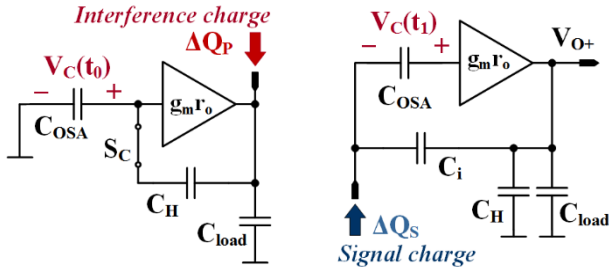 Interference charge
ΔQP
VC(t0)
− +
COSA
gmro
SC
CH
Cload
VC(t1)
− +
COSA
gmro
VO+
Ci
CH
Cload
ΔQS
Signal charge